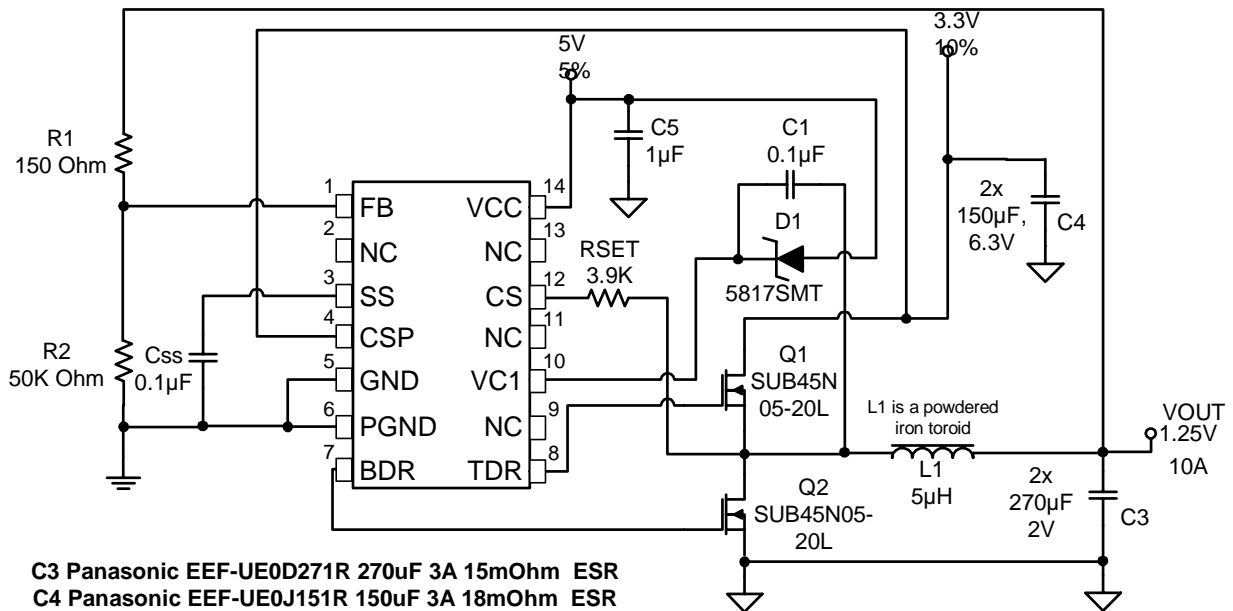 3.3V
10%
5V
5%
R1
150 Ohm
C5
1µF
C1
0.1µF
2x
150µF,
6.3V
C4
D1
5817SMT
RSET
3.9K
1
FB
2
NC
3
SS
4
CSP
5
GND
6
PGND
7
BDR
14
VCC
13
NC
12
CS
11
NC
10
VC1
9
NC
8
TDR
R2
50K Ohm
Css
0.1µF
Q1
SUB45N
05-20L
L1 is a powdered
iron toroid
L1
5µH
VOUT
1.25V
10A
2x
270µF
2V
C3
Q2
SUB45N05-
20L
C3 Panasonic EEF-UE0D271R 270uF 3A 15mOhm ESR
C4 Panasonic EEF-UE0J151R 150uF 3A 18mOhm ESR